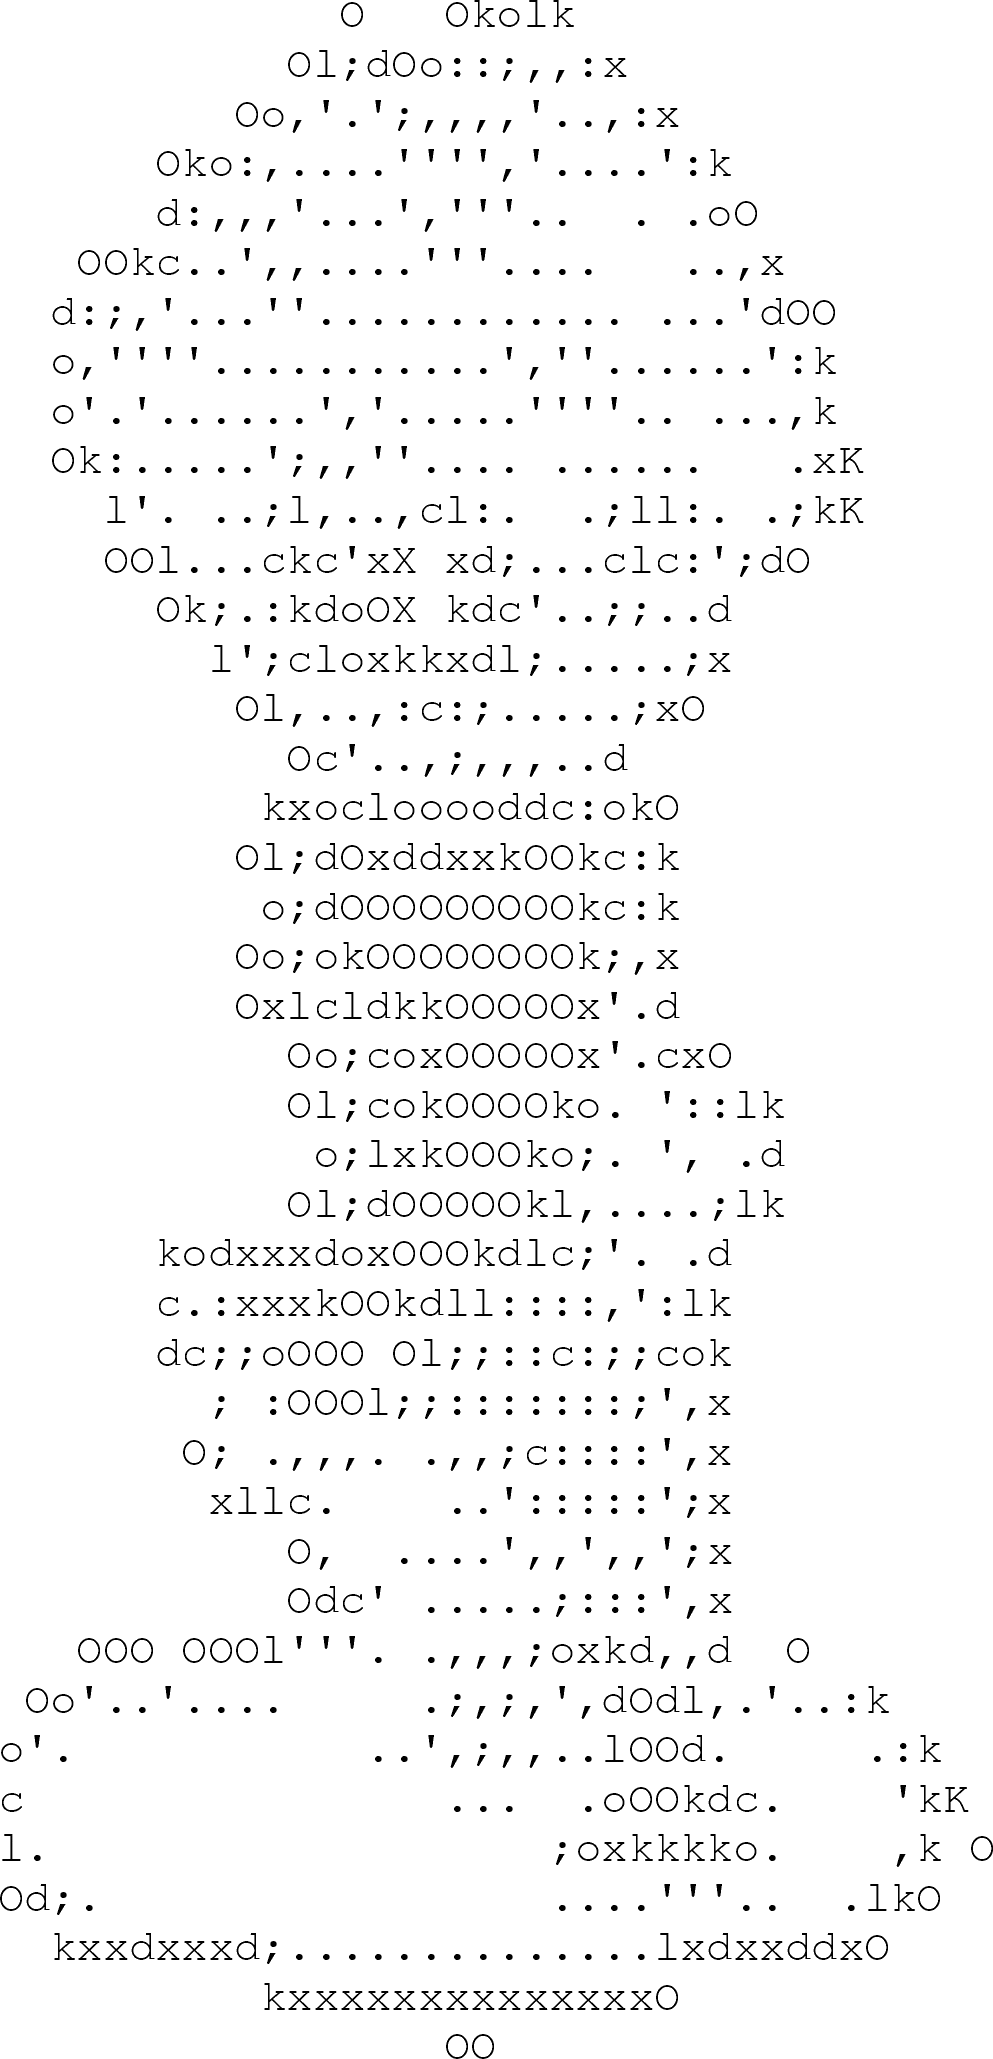 O   Okolk
Ol;dOo::;,,:x
Oo,'.';,,,,'..,:x
Oko:,....'''','....':k
d:,,,'...','''..   . .oO
OOkc..',,....'''....   ..,x
d:;,'...''............ ...'dOO
o,''''...........',''......':k
o'.'......','.....''''.. ...,k
Ok:.....';,,''.... ......   .xK
l'. ..;l,..,cl:.  .;ll:. .;kK
OOl...ckc'xX xd;...clc:';dO
Ok;.:kdoOX kdc'..;;..d
l';cloxkkxdl;.....;x
Ol,..,:c:;.....;xO
Oc'..,;,,,..d
kxoclooooddc:okO
Ol;dOxddxxkOOkc:k
o;dOOOOOOOOOkc:k
Oo;okOOOOOOOOk;,x
OxlcldkkOOOOOx'.d
Oo;coxOOOOOx'.cxO
Ol;cokOOOOko. '::lk
o;lxkOOOko;. ', .d
Ol;dOOOOOkl,....;lk
kodxxxdoxOOOkdlc;'. .d
c.:xxxkOOkdll::::,':lk
dc;;oOOO Ol;;::c:;;cok
; :OOOl;;:::::::;',x
O; .,,,. .,,;c::::',x
xllc.    ..':::::';x
O,  ....',,',,';x
Odc' .....;:::',x
OOO OOOl'''. .,,,;oxkd,,d  O
Oo'..'....     .;,;,',dOdl,.'..:k
o'.           ..',;,,..lOOd.     .:k
c                ...  .oOOkdc.    'kK
l.                   ;oxkkkko.    ,k O
Od;.                 ....'''..  .lkO
kxxdxxxd;..............lxdxxddxO
kxxxxxxxxxxxxxxO
OO